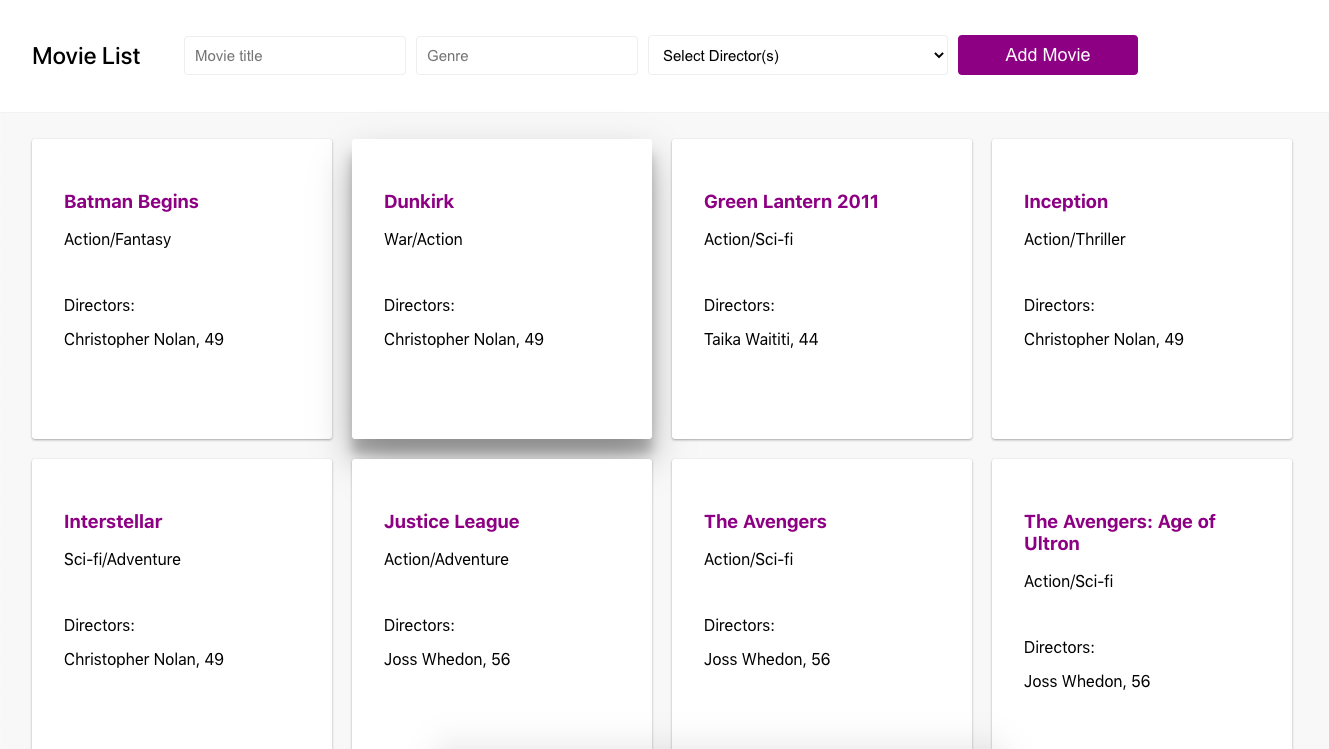 Movie List
Movie title
Genre
Select Director(s)
Add Movie
Batman Begins
Action/Fantasy
Directors:
Christopher Nolan, 49
Dunkirk
War/Action
Directors:
Christopher Nolan, 49
Green Lantern 2011
Action/Sci-fi
Directors:
Taika Waititi, 44
Inception
Action/Thriller
Directors:
Christopher Nolan, 49
Interstellar
Sci-fi/Adventure
Directors:
Christopher Nolan, 49
Justice League
Action/Adventure
Directors:
Joss Whedon, 56
The Avengers
Action/Sci-fi
Directors:
Joss Whedon, 56
The Avengers: Age of
Ultron
Action/Sci-fi
Directors:
Joss Whedon, 56